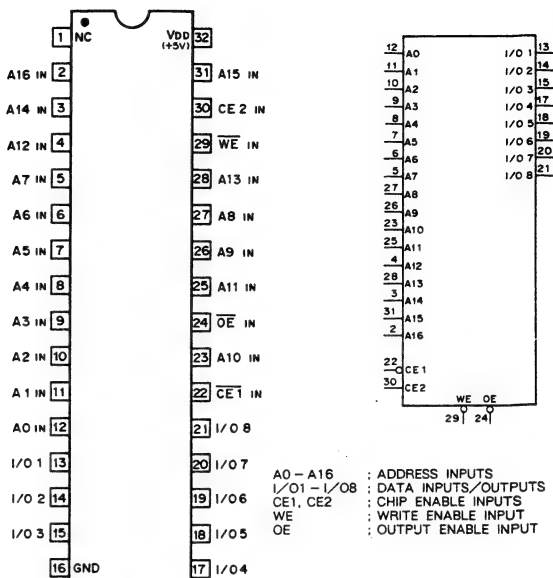 1 NC VDD (+5V) 32
A16 IN 2 31 A15 IN
A14 IN 3 30 CE2 IN
A12 IN 4 29 WE IN
A7 IN 5 28 A13 IN
A6 IN 6 27 A8 IN
A5 IN 7 26 A9 IN
A4 IN 8 25 A11 IN
A3 IN 9 24 OE IN
A2 IN 10 23 A10 IN
A1 IN 11 22 CE1 IN
A0 IN 12 21 I/O 8
I/O 1 13 20 I/O 7
I/O 2 14 19 I/O 6
I/O 3 15 18 I/O 5
16 GND 17 I/O 4
12 A0 I/O 1 13
11 A1 I/O 2 14
10 A2 I/O 3 15
9 A3 I/O 4 17
8 A4 I/O 5 18
7 A5 I/O 6 19
6 A6 I/O 7 20
5 A7 I/O 8 21
27 A8
26 A9
23 A10
25 A11
4 A12
28 A13
3 A14
31 A15
2 A16
22 CE1
30 CE2
WE OE
29 24
A0 - A16 : ADDRESS INPUTS
I/O1 - I/O8 : DATA INPUTS/OUTPUTS
CE1, CE2 : CHIP ENABLE INPUTS
WE : WRITE ENABLE INPUT
OE : OUTPUT ENABLE INPUT